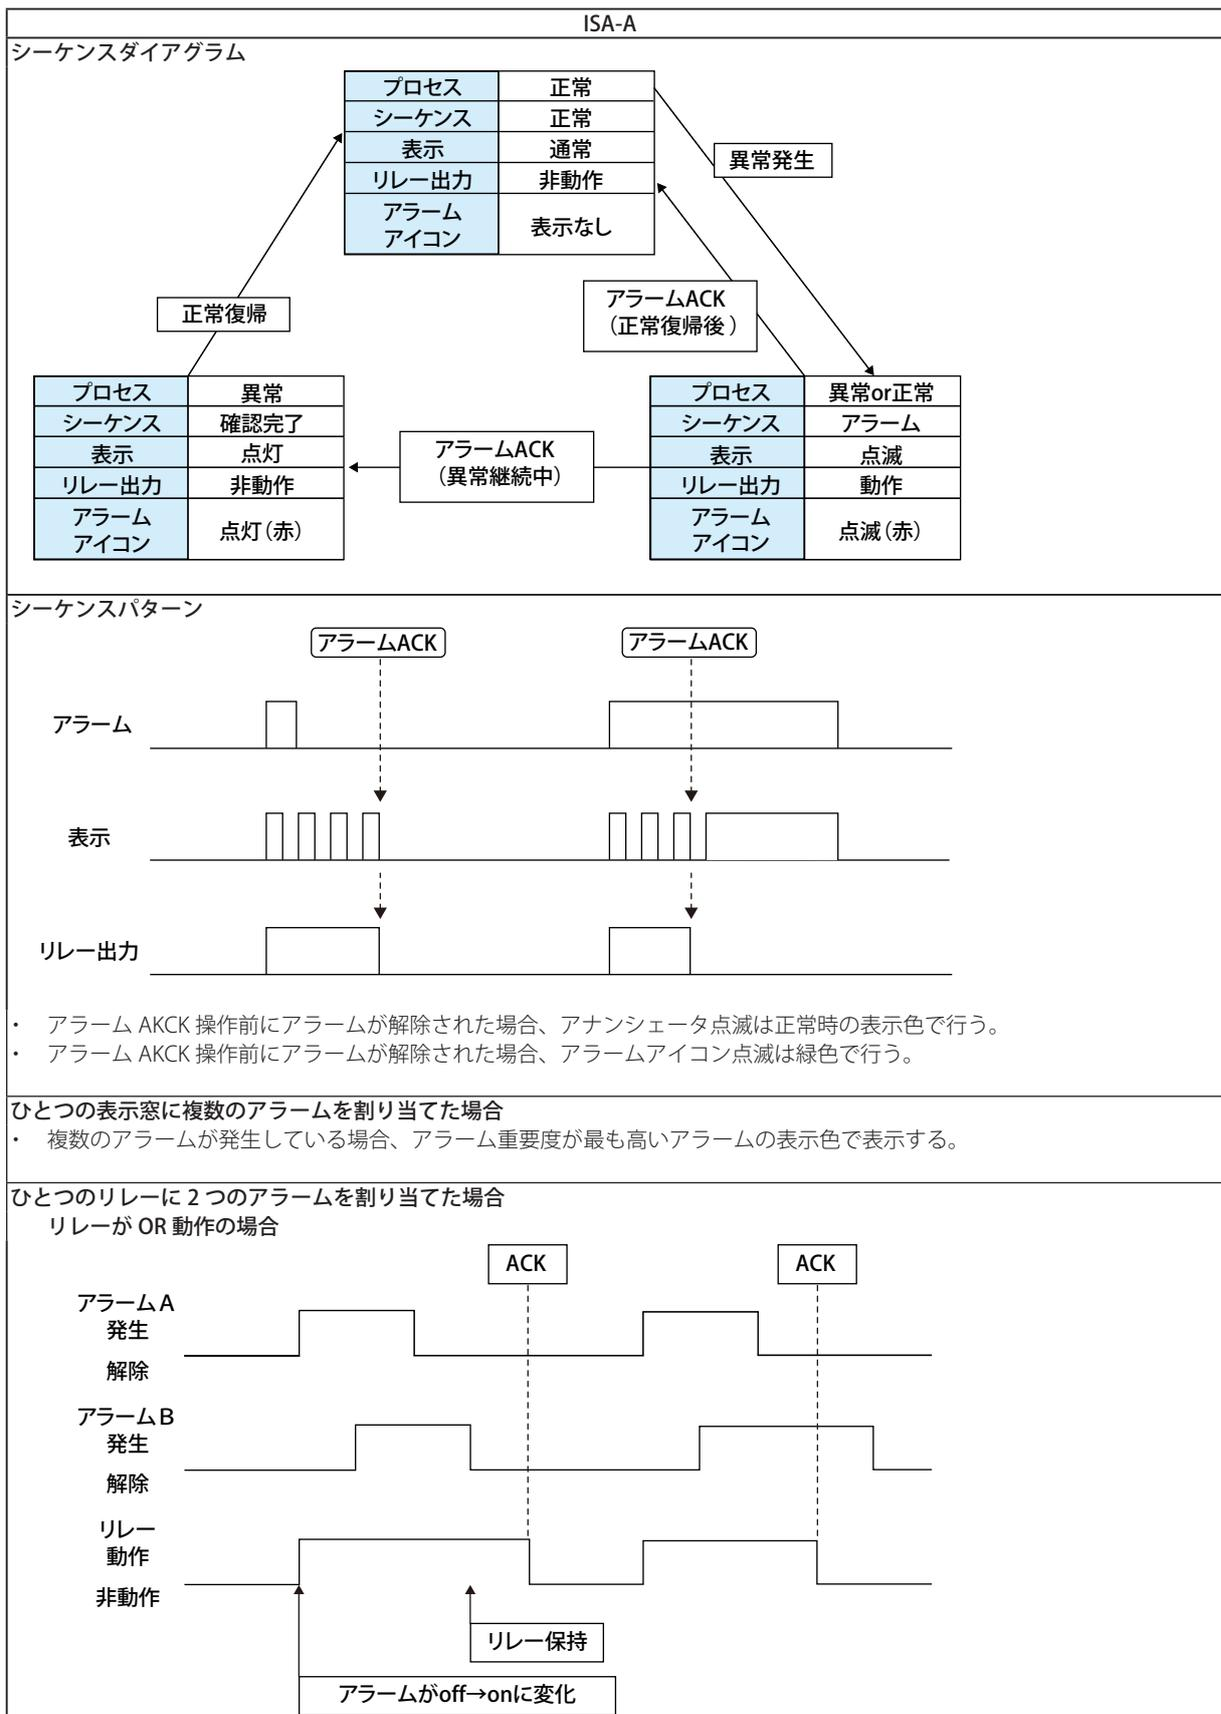 ISA-A
シーケンスダイアグラム
プロセス 正常
シーケンス 正常
表示 通常
リレー出力 非動作
アラーム
アイコン 表示なし
異常発生
正常復帰
アラームACK
（正常復帰後 ）
プロセス 異常
シーケンス 確認完了
表示 点灯
リレー出力 非動作
アラーム
アイコン 点灯（赤）
アラームACK
（異常継続中）
プロセス 異常or正常
シーケンス アラーム
表示 点滅
リレー出力 動作
アラーム
アイコン 点滅（赤）
シーケンスパターン
アラームACK アラームACK
アラーム
表示
リレー出力
・ アラーム AKCK 操作前にアラームが解除された場合、アナンシェータ点滅は正常時の表示色で行う。
・ アラーム AKCK 操作前にアラームが解除された場合、アラームアイコン点滅は緑色で行う。
ひとつの表示窓に複数のアラームを割り当てた場合
・ 複数のアラームが発生している場合、アラーム重要度が最も高いアラームの表示色で表示する。
ひとつのリレーに 2 つのアラームを割り当てた場合
リレーが OR 動作の場合
ACK ACK
アラーム A
発生
解除
アラーム B
発生
解除
リレー
動作
非動作
リレー保持
アラームがoff→onに変化